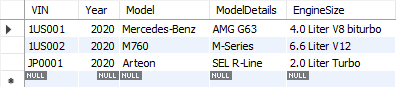 VIN Year Model ModelDetails EngineSize
1US001 2020 Mercedes-Benz AMG G63 4.0 Liter V8 biturbo
1US002 2020 M760 M-Series 6.6 Liter V12
JP0001 2020 Arteon SEL R-Line 2.0 Liter Turbo
NULL NULL NULL NULL NULL